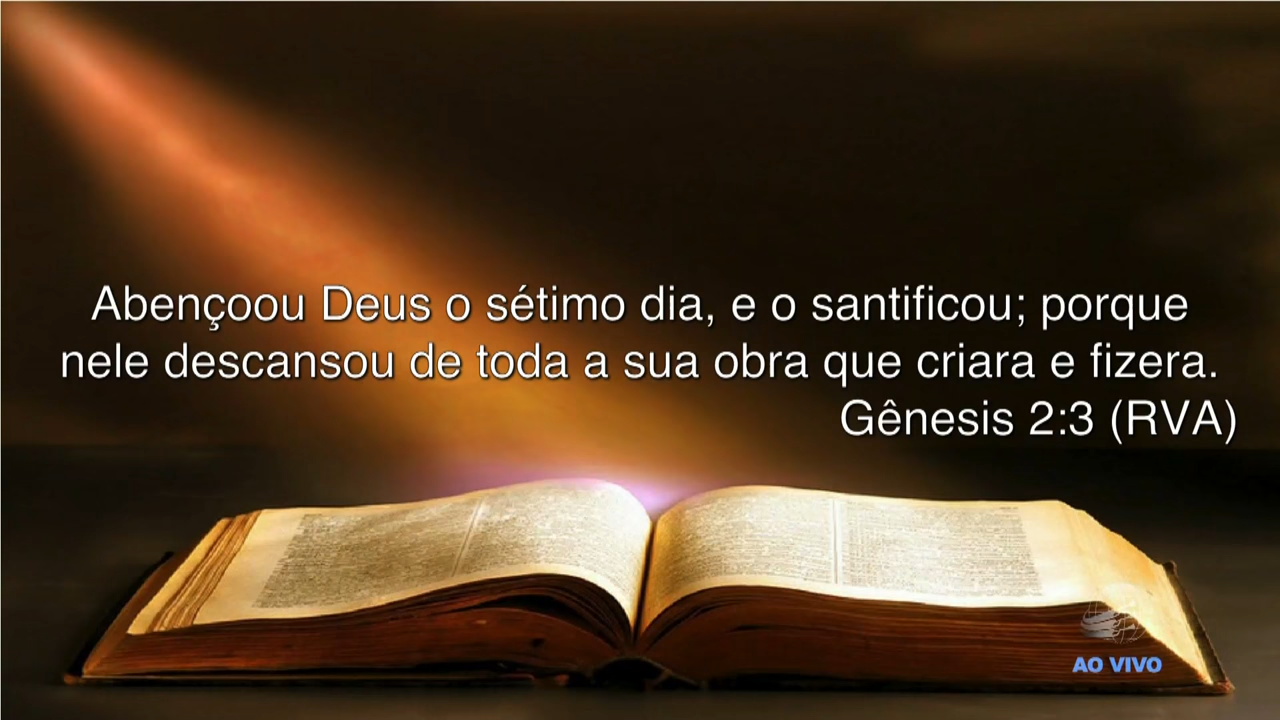 Abençoou Deus o sétimo dia, e o santificou; porque
nele descansou de toda a sua obra que criara e fizera.
Gênesis 2:3 (RVA)
AO VIVO